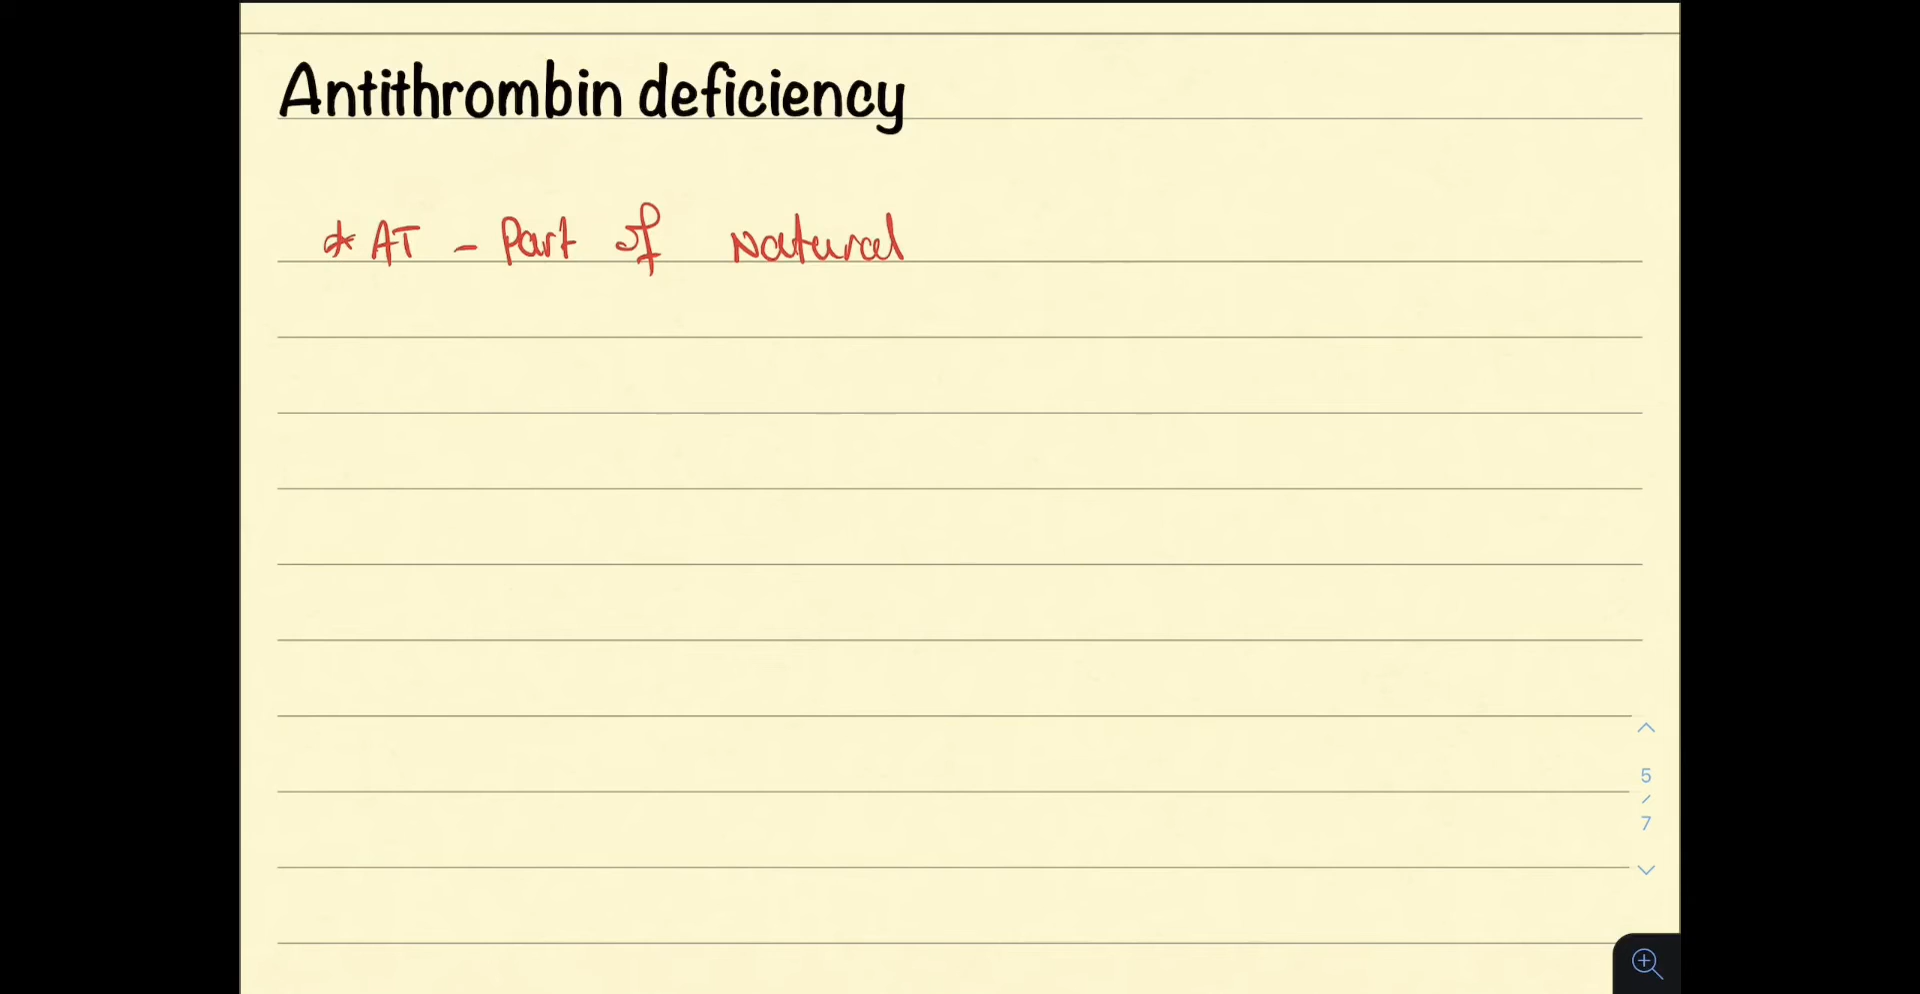 Antithrombin deficiency
* AT - Part of Natural
5
/
7